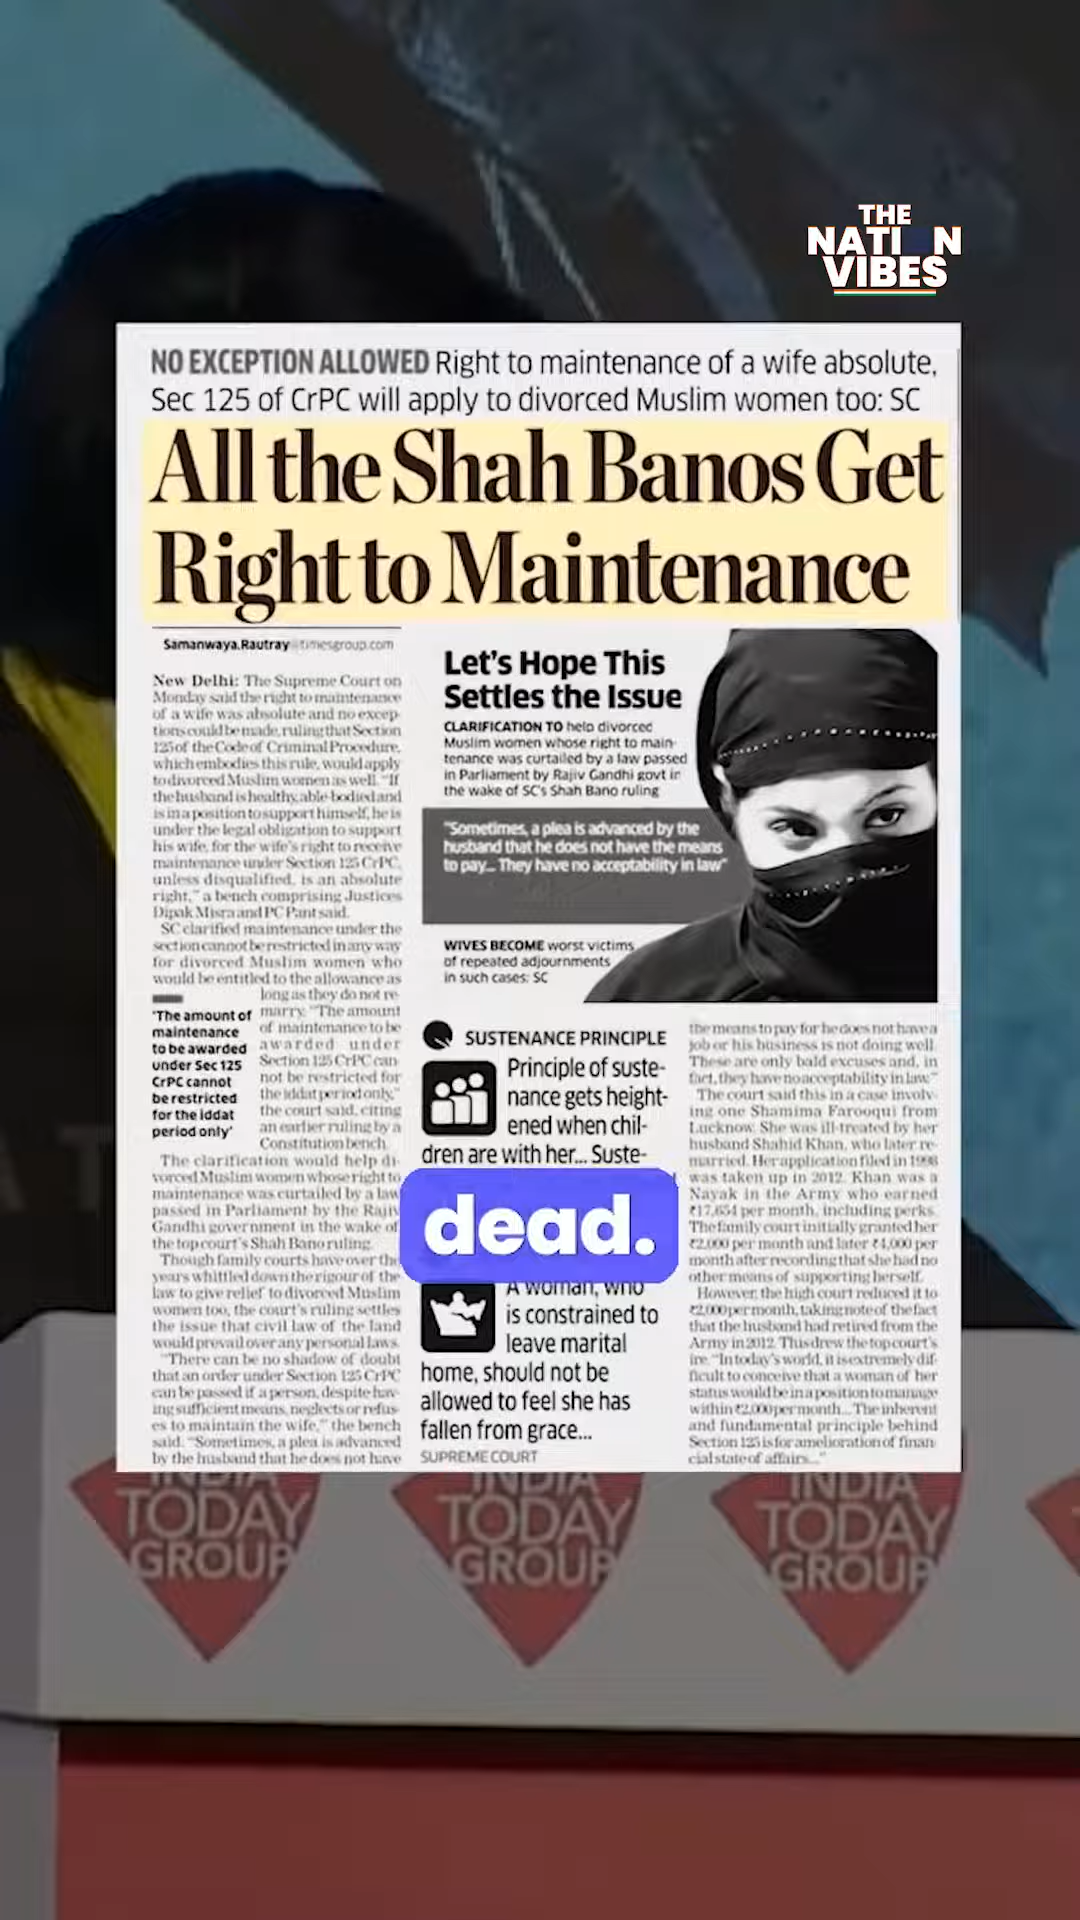 THE
NATI N
VIBES
NO EXCEPTION ALLOWED Right to maintenance of a wife absolute,
Sec 125 of CrPC will apply to divorced Muslim women too: SC
All the Shah Banos Get
Right to Maintenance
Samanwaya.Rautray@timesgroup.com
New Delhi: The Supreme Court on
Monday said the right to maintenance
of a wife was absolute and no excep-
tions could be made, ruling that Section
125 of the Code of Criminal Procedure,
which embodies this rule, would apply
to divorced Muslim women as well. "If
the husband is healthy, able-bodied and
is in a position to support himself, he is
under the legal obligation to support
his wife, for the wife's right to receive
maintenance under Section 125 CrPC,
unless disqualified, is an absolute
right," a bench comprising Justices
Dipak Misra and PC Pant said.
SC clarified maintenance under the
section cannot be restricted in any way
for divorced Muslim women who
would be entitled to the allowance as
long as they do not re-
marry. "The amount
of maintenance to be
awarded under
Section 125 CrPC can-
not be restricted for
the iddat period only,"
the court said, citing
an earlier ruling by a
Constitution bench.
'The amount of
maintenance
to be awarded
under Sec 125
CrPC cannot
be restricted
for the iddat
period only'
The clarification would help di-
vorced Muslim women whose right to
maintenance was curtailed by a law
passed in Parliament by the Rajiv
Gandhi government in the wake of
the top court's Shah Bano ruling.
Though family courts have over the
years whittled down the rigour of the
law to give relief to divorced Muslim
women too, the court's ruling settles
the issue that civil law of the land
would prevail over any personal laws.
"There can be no shadow of doubt
that an order under Section 125 CrPC
can be passed if a person, despite hav-
ing sufficient means, neglects or refus-
es to maintain the wife," the bench
said. "Sometimes, a plea is advanced
by the husband that he does not have
Let's Hope This
Settles the Issue
CLARIFICATION TO help divorced
Muslim women whose right to main-
tenance was curtailed by a law passed
in Parliament by Rajiv Gandhi govt in
the wake of SC's Shah Bano ruling
"Sometimes, a plea is advanced by the
husband that he does not have the means
to pay... They have no acceptability in law"
WIVES BECOME worst victims
of repeated adjournments
in such cases: SC
SUSTENANCE PRINCIPLE
Principle of suste-
nance gets height-
ened when chil-
dren are with her... Suste-
dead.
A woman, who
is constrained to
leave marital
home, should not be
allowed to feel she has
fallen from grace...
SUPREME COURT
the means to pay for he does not have a
job or his business is not doing well.
These are only bald excuses and, in
fact, they have no acceptability in law."
The court said this in a case involv-
ing one Shamima Farooqui from
Lucknow. She was ill-treated by her
husband Shahid Khan, who later re-
married. Her application filed in 1998
was taken up in 2012. Khan was a
Nayak in the Army who earned
₹17,654 per month, including perks.
The family court initially granted her
₹2,000 per month and later ₹4,000 per
month after recording that she had no
other means of supporting herself.
However, the high court reduced it to
₹2,000 per month, taking note of the fact
that the husband had retired from the
Army in 2012. This drew the top court's
ire. "In today's world, it is extremely dif-
ficult to conceive that a woman of her
status would be in a position to manage
within ₹2,000 per month... The inherent
and fundamental principle behind
Section 125 is for amelioration of finan-
cial state of affairs..."
INDIA
TODAY
GROUP
INDIA
TODAY
GROUP
INDIA
TODAY
GROUP